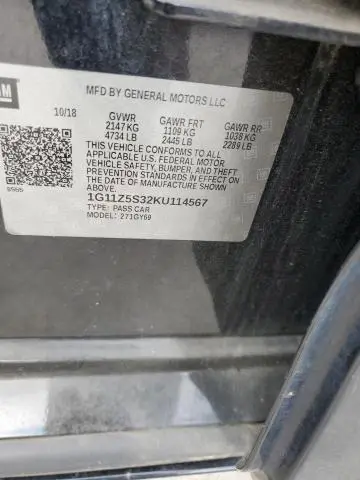 GM
MFD BY GENERAL MOTORS LLC
10/18 GVWR GAWR FRT GAWR RR
2147 KG 1109 KG 1038 KG
4734 LB 2445 LB 2289 LB
THIS VEHICLE CONFORMS TO ALL
APPLICABLE U.S. FEDERAL MOTOR
VEHICLE SAFETY, BUMPER, AND THEFT
PREVENTION STANDARDS IN EFFECT ON
THE DATE OF MANUFACTURE SHOWN
ABOVE.
1G11Z5S32KU114567
TYPE: PASS CAR
MODEL: 271GY69